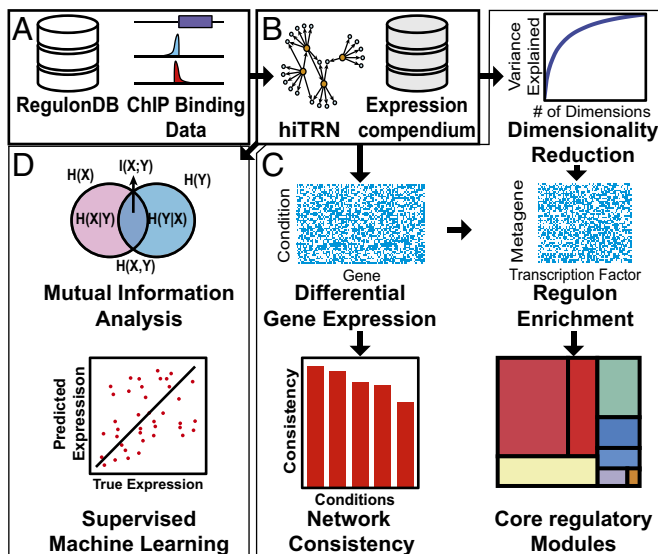 A
RegulonDB
ChIP Binding
Data
B
hiTRN
Expression
compendium
Variance
Explained
# of Dimensions
Dimensionality
Reduction
D
H(X)
I(X;Y)
H(Y)
H(X|Y)
H(Y|X)
H(X,Y)
Mutual Information
Analysis
Predicted
Expresssion
True Expression
Supervised
Machine Learning
C
Condition
Gene
Differential
Gene Expression
Metagene
Transcription Factor
Regulon
Enrichment
Consistency
Conditions
Network
Consistency
Core regulatory
Modules